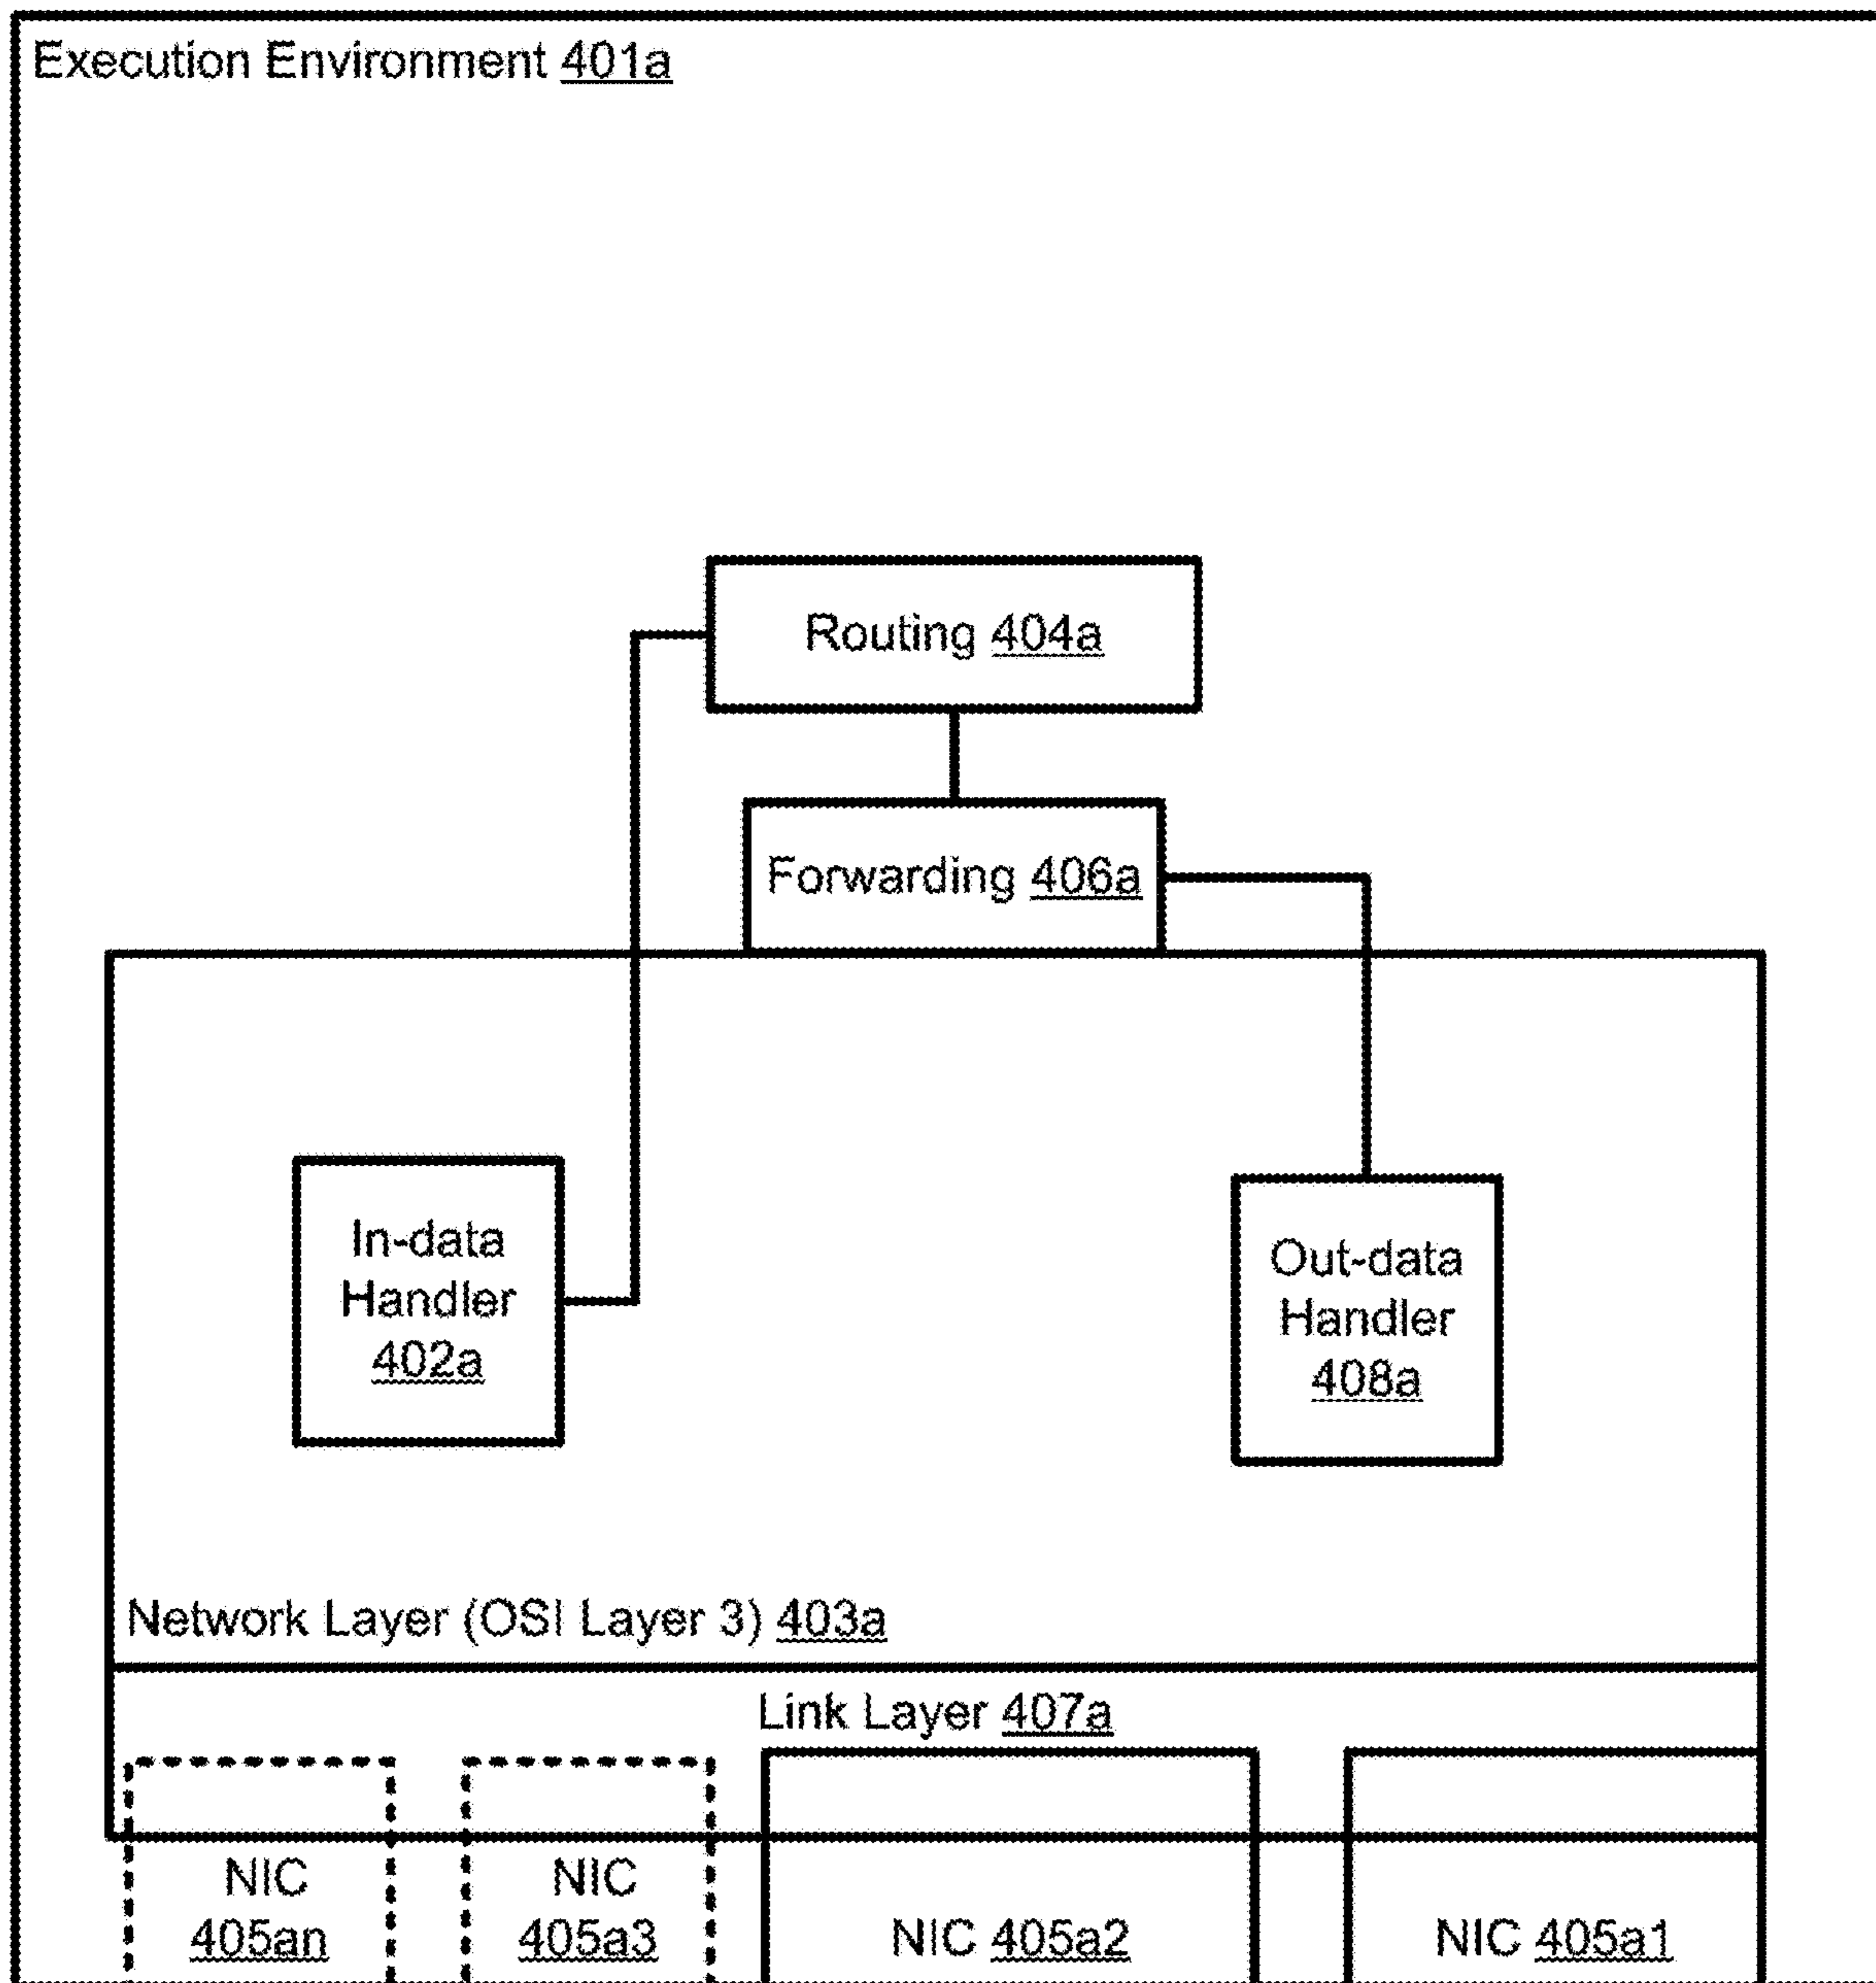 Execution Environment 401a
Routing 404a
Forwarding 406a
In-data
Handler
402a
Out-data
Handler
408a
Network Layer (OSI Layer 3) 403a
Link Layer 407a
NIC
405an
NIC
405a3
NIC 405a2
NIC 405a1